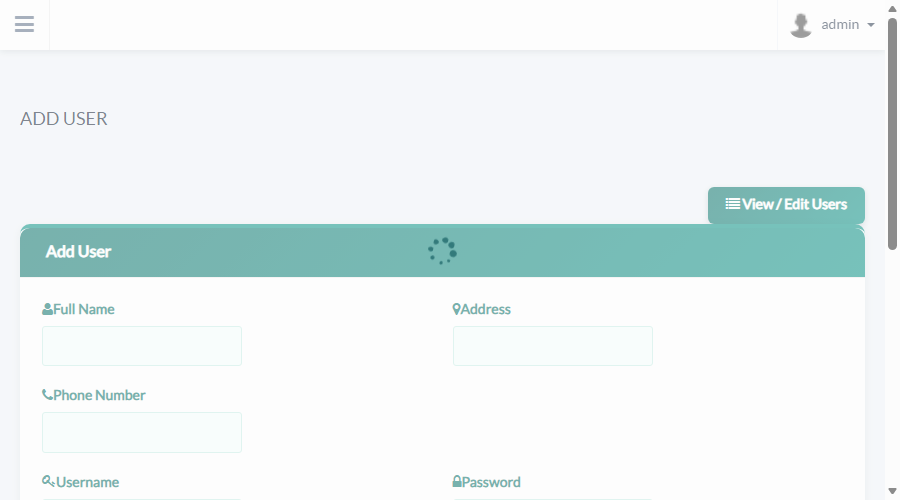 admin
ADD USER
View / Edit Users
Add User
Full Name
Address
Phone Number
Username
Password